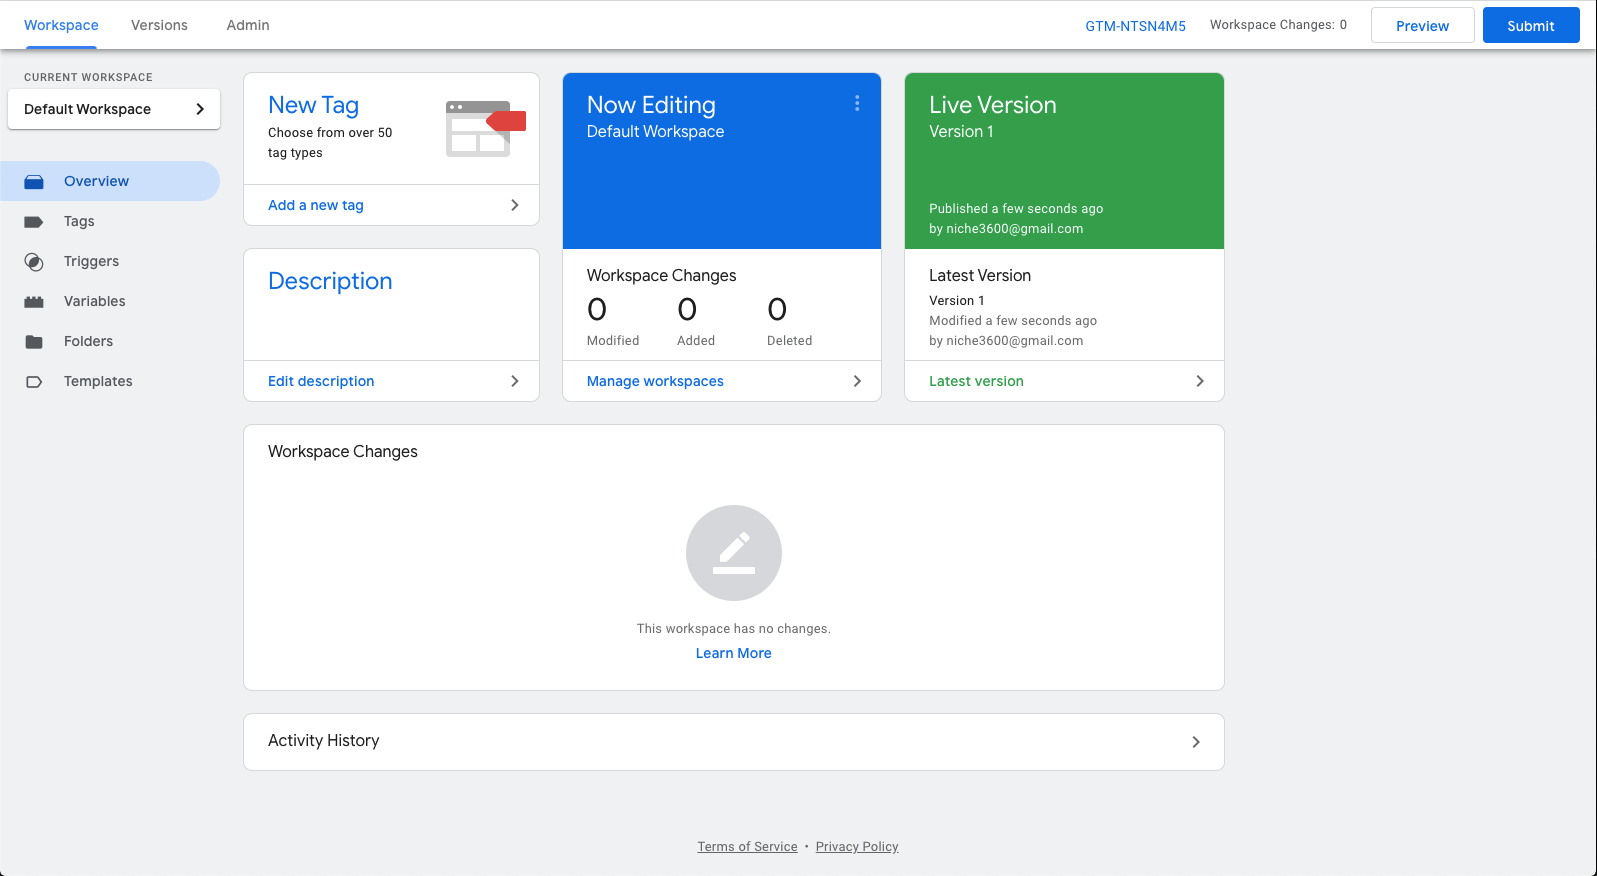 Workspace
Versions
Admin
GTM-NTSN4M5
Workspace Changes: 0
Preview
Submit
CURRENT WORKSPACE
Default Workspace
Overview
Tags
Triggers
Variables
Folders
Templates
New Tag
Choose from over 50
tag types
Add a new tag
Description
Edit description
Now Editing
Default Workspace
Workspace Changes
0 0 0
Modified Added Deleted
Manage workspaces
Live Version
Version 1
Published a few seconds ago
by niche3600@gmail.com
Latest Version
Version 1
Modified a few seconds ago
by niche3600@gmail.com
Latest version
Workspace Changes
This workspace has no changes.
Learn More
Activity History
Terms of Service • Privacy Policy